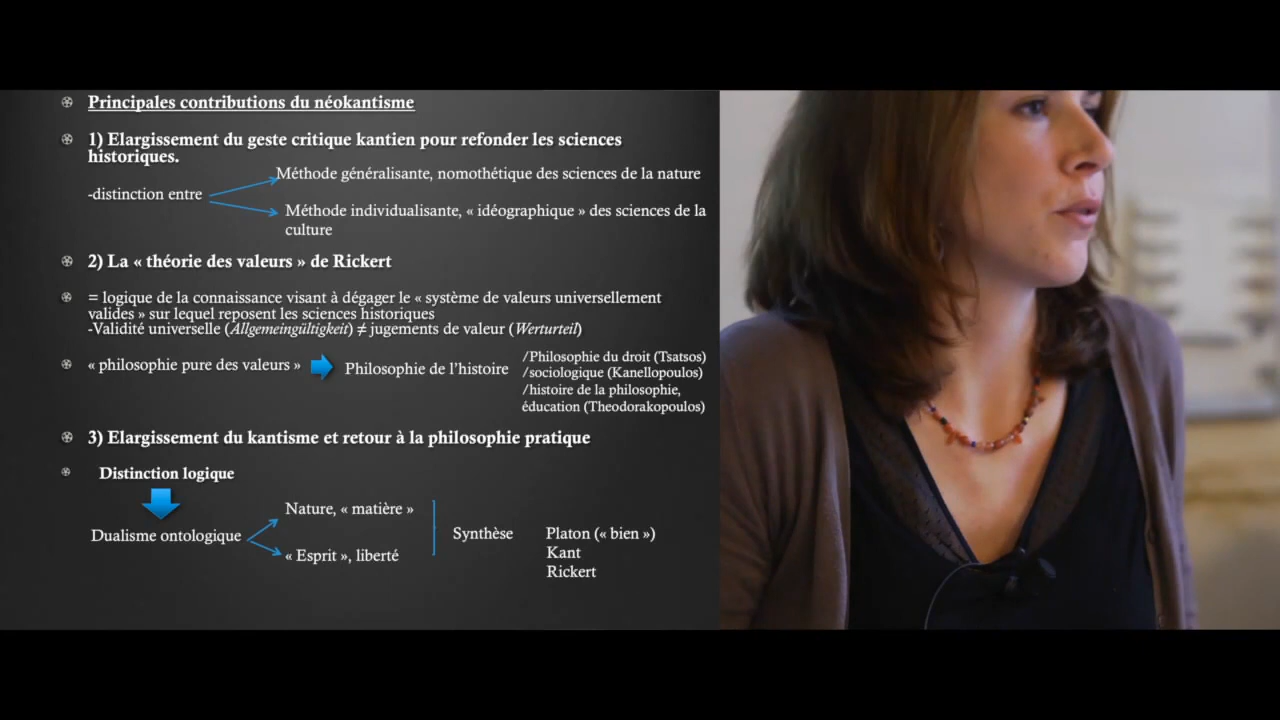 Principales contributions du néokantisme
1) Elargissement du geste critique kantien pour refonder les sciences
historiques.
Méthode généralisante, nomothétique des sciences de la nature
-distinction entre
Méthode individualisante, « idéographique » des sciences de la
culture
2) La « théorie des valeurs » de Rickert
= logique de la connaissance visant à dégager le « système de valeurs universellement
valides » sur lequel reposent les sciences historiques
-Validité universelle (Allgemeingültigkeit) ≠ jugements de valeur (Werturteil)
« philosophie pure des valeurs »
Philosophie de l'histoire
/Philosophie du droit (Tsatsos)
/sociologique (Kanellopoulos)
/histoire de la philosophie,
éducation (Theodorakopoulos)
3) Elargissement du kantisme et retour à la philosophie pratique
Distinction logique
Dualisme ontologique
Nature, « matière »
« Esprit », liberté
Synthèse
Platon (« bien »)
Kant
Rickert